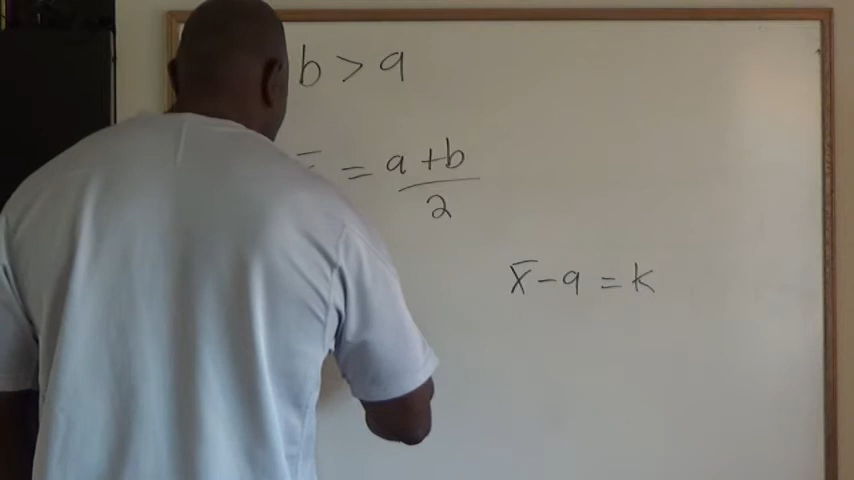 b > a
= a + b / 2
x̄ - a = k